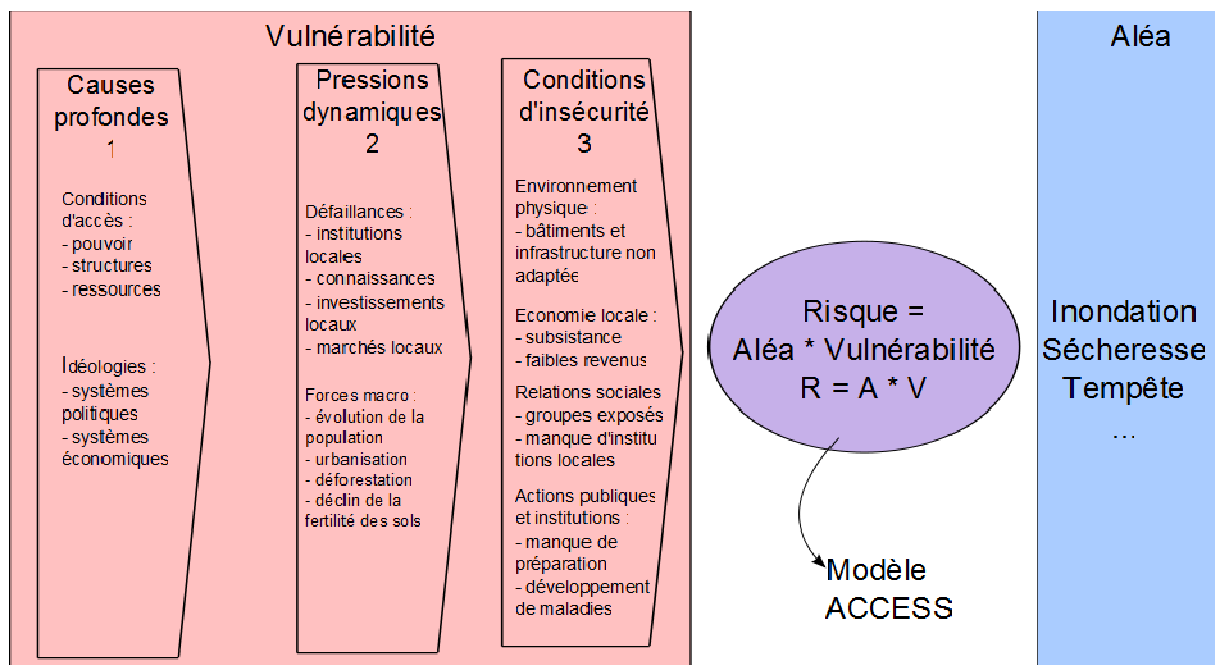 Vulnérabilité
Causes
profondes
1
Conditions
d'accès :
- pouvoir
- structures
- ressources
Idéologies :
- systèmes
politiques
- systèmes
économiques
Pressions
dynamiques
2
Défaillances :
- institutions
locales
- connaissances
- investissements
locaux
- marchés locaux
Forces macro :
- évolution de la
population
- urbanisation
- déforestation
- déclin de la
fertilité des sols
Conditions
d'insécurité
3
Environnement
physique :
- bâtiments et
infrastructure non
adaptée
Economie locale :
- subsistance
- faibles revenus
Relations sociales
- groupes exposés
- manque d'institu
tions locales
Actions publiques
et institutions :
- manque de
préparation
- développement
de maladies
Risque =
Aléa * Vulnérabilité
R = A * V
Modèle
ACCESS
Aléa
Inondation
Sécheresse
Tempête
...